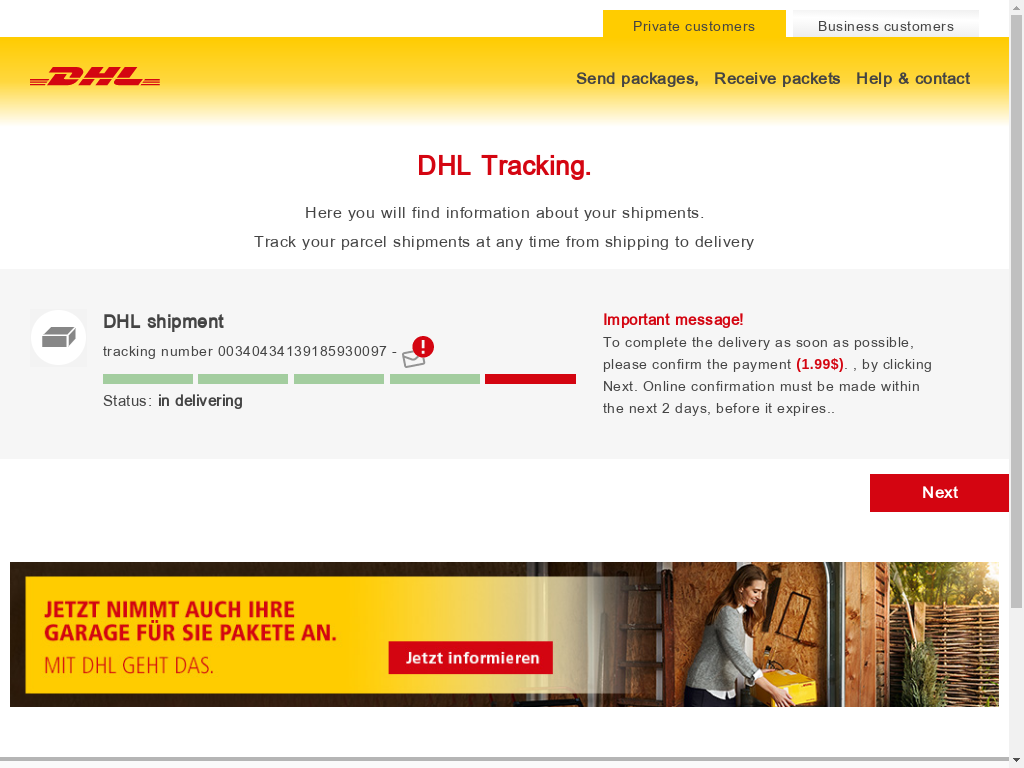 Private customers
Business customers
DHL
Send packages,
Receive packets
Help & contact
DHL Tracking.
Here you will find information about your shipments.
Track your parcel shipments at any time from shipping to delivery
DHL shipment
tracking number 00340434139185930097 -
Status: in delivering
Important message!
To complete the delivery as soon as possible,
please confirm the payment (1.99$). , by clicking
Next. Online confirmation must be made within
the next 2 days, before it expires..
Next
JETZT NIMMT AUCH IHRE
GARAGE FÜR SIE PAKETE AN.
MIT DHL GEHT DAS.
Jetzt informieren